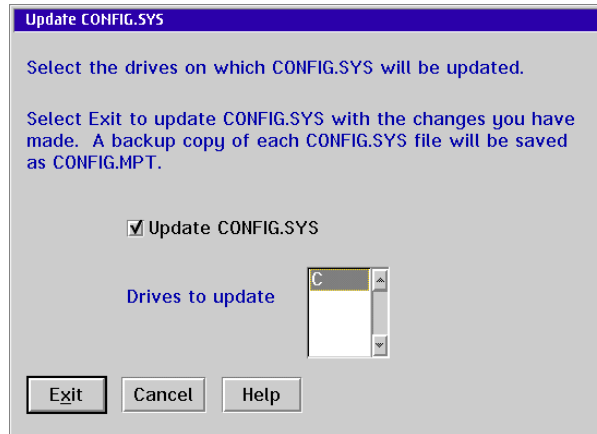 Update CONFIG.SYS
Select the drives on which CONFIG.SYS will be updated.
Select Exit to update CONFIG.SYS with the changes you have
made. A backup copy of each CONFIG.SYS file will be saved
as CONFIG.MPT.
Update CONFIG.SYS
Drives to update
C
Exit Cancel Help